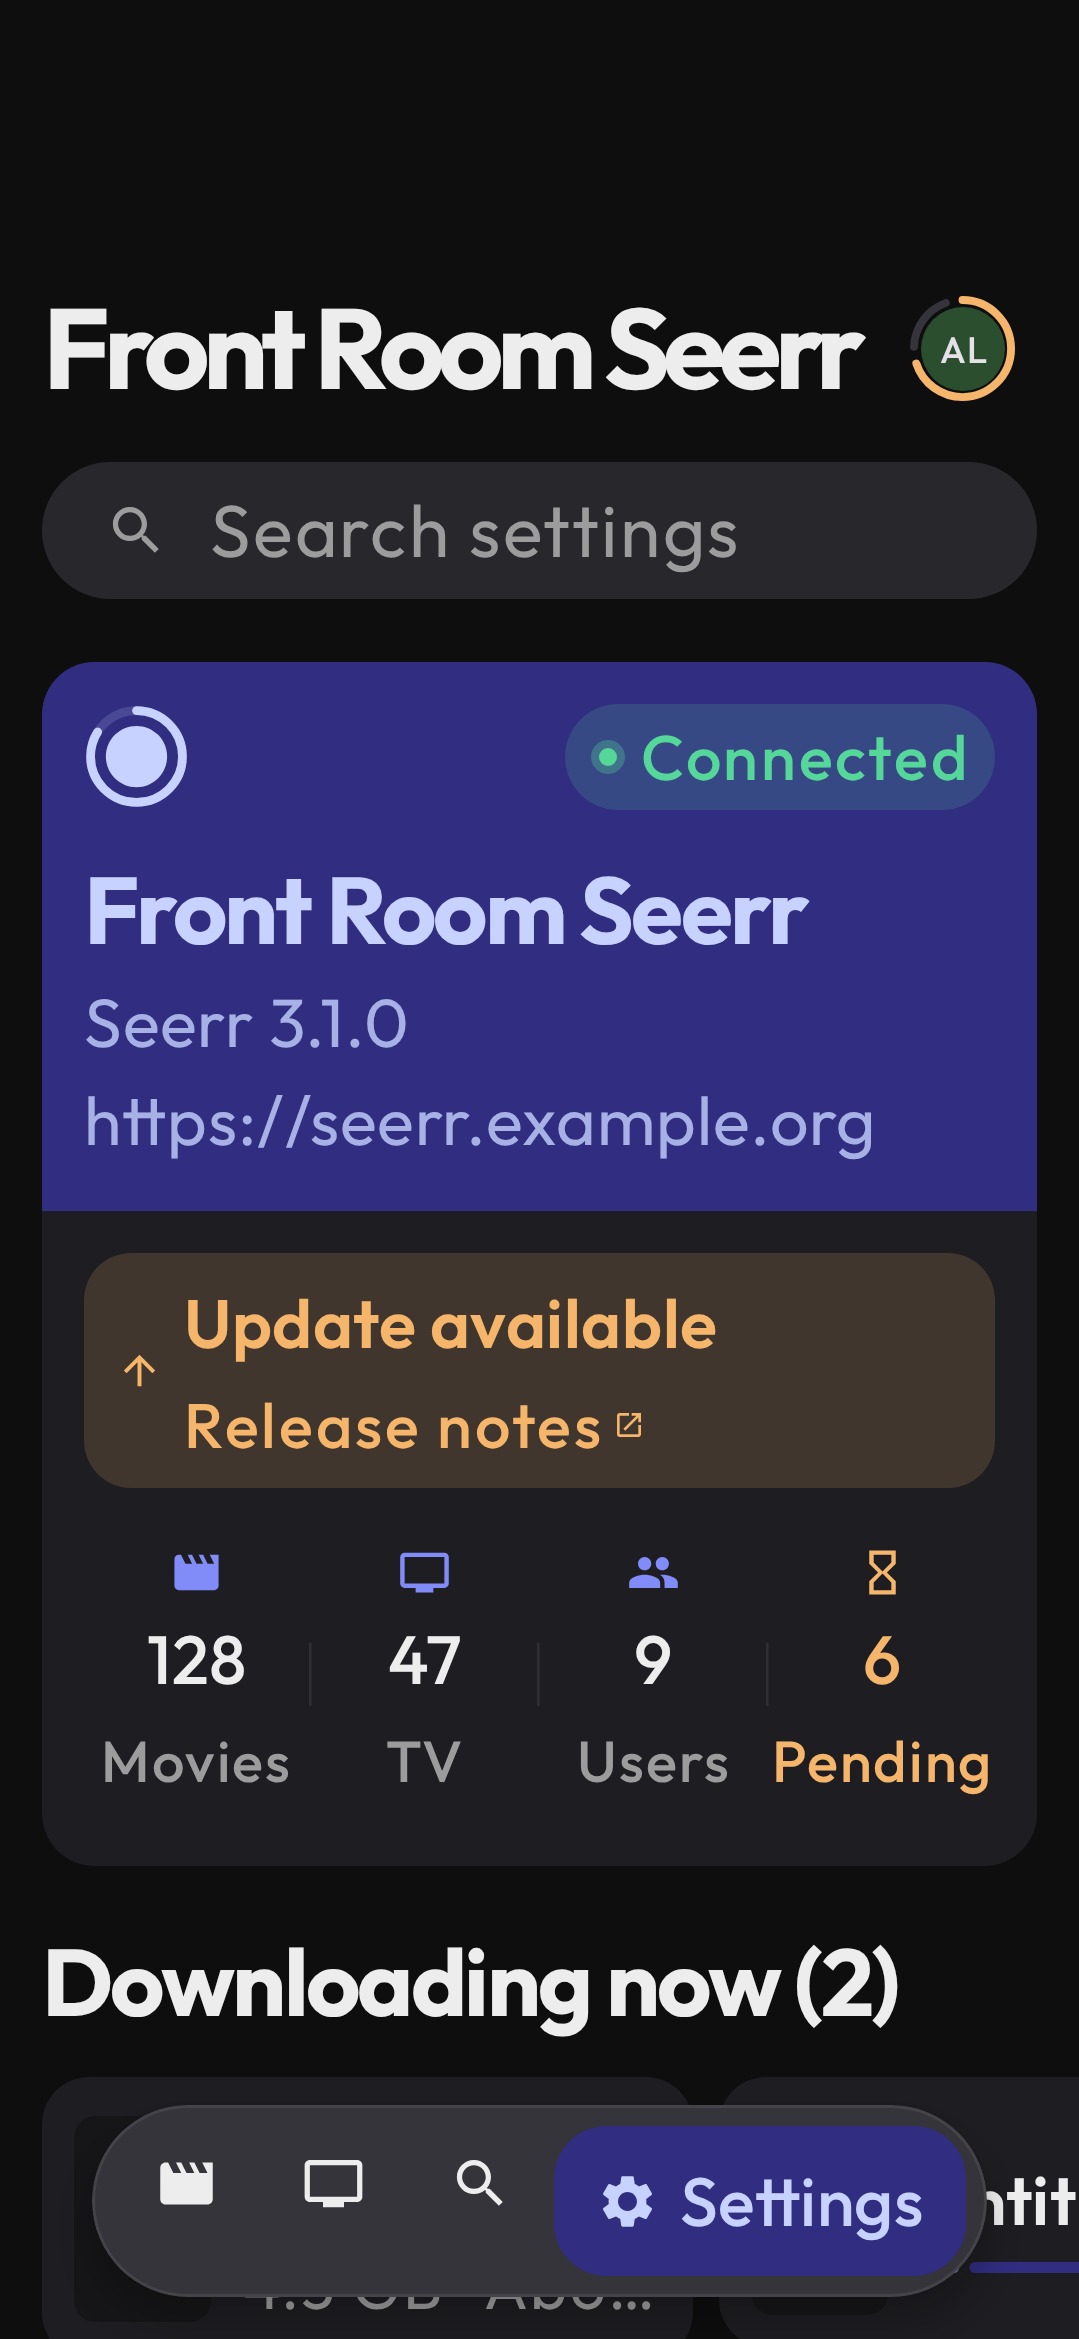 Front Room Seerr
AL
Search settings
Connected
Front Room Seerr
Seerr 3.1.0
https://seerr.example.org
Update available
Release notes
128
47
9
6
Movies
TV
Users
Pending
Downloading now (2)
Settings